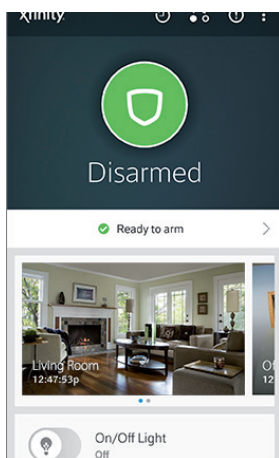 xfinity
Disarmed
Ready to arm
Living Room
12:47:53p
On/Off Light
Off